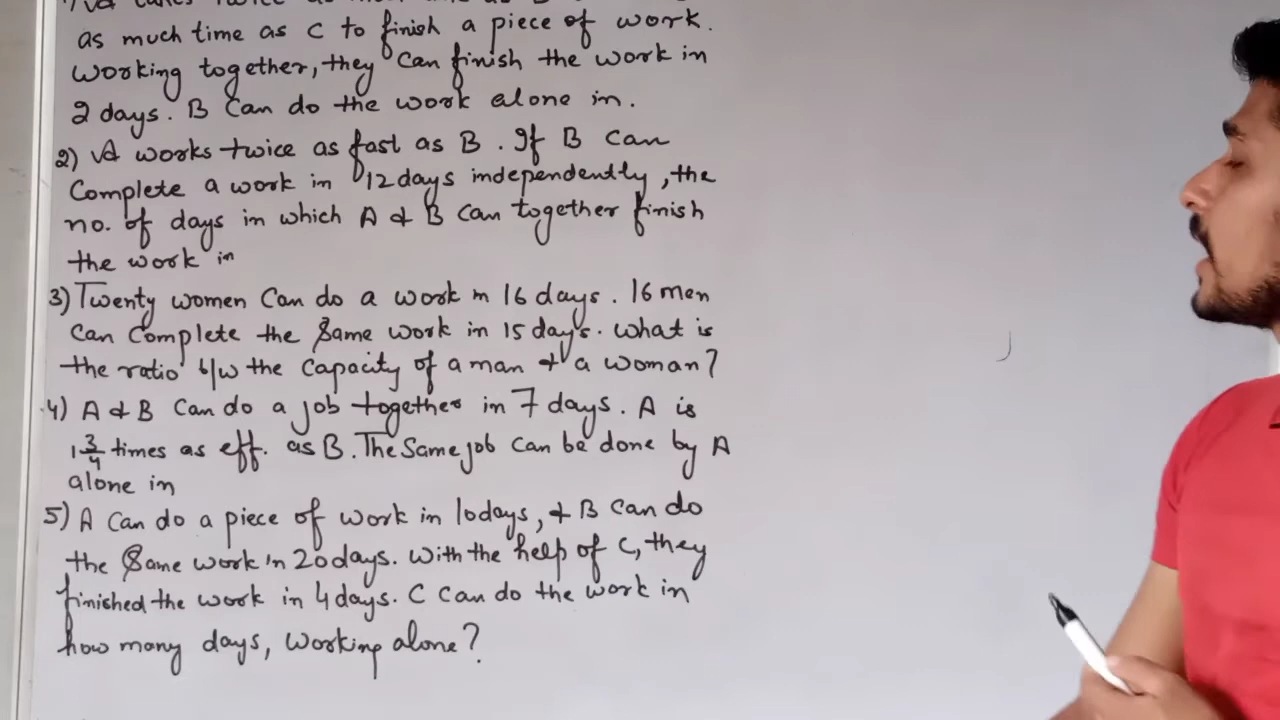 as much time as C to finish a piece of work.
Working together, they can finish the work in
2 days. B Can do the work alone in.
2) A works twice as fast as B. If B can
Complete a work in 12 days independently, the
no. of days in which A & B can together finish
the work in
3) Twenty women Can do a work in 16 days. 16 men
Can Complete the Same work in 15 days. What is
the ratio b/w the Capacity of a man & a woman?
4) A & B Can do a job together in 7 days. A is
1 3/4 times as eff. as B. The Same job can be done by A
alone in
5) A Can do a piece of work in 10days, & B Can do
the Same work in 20days. With the help of C, they
finished the work in 4 days. C Can do the work in
how many days, Working alone?